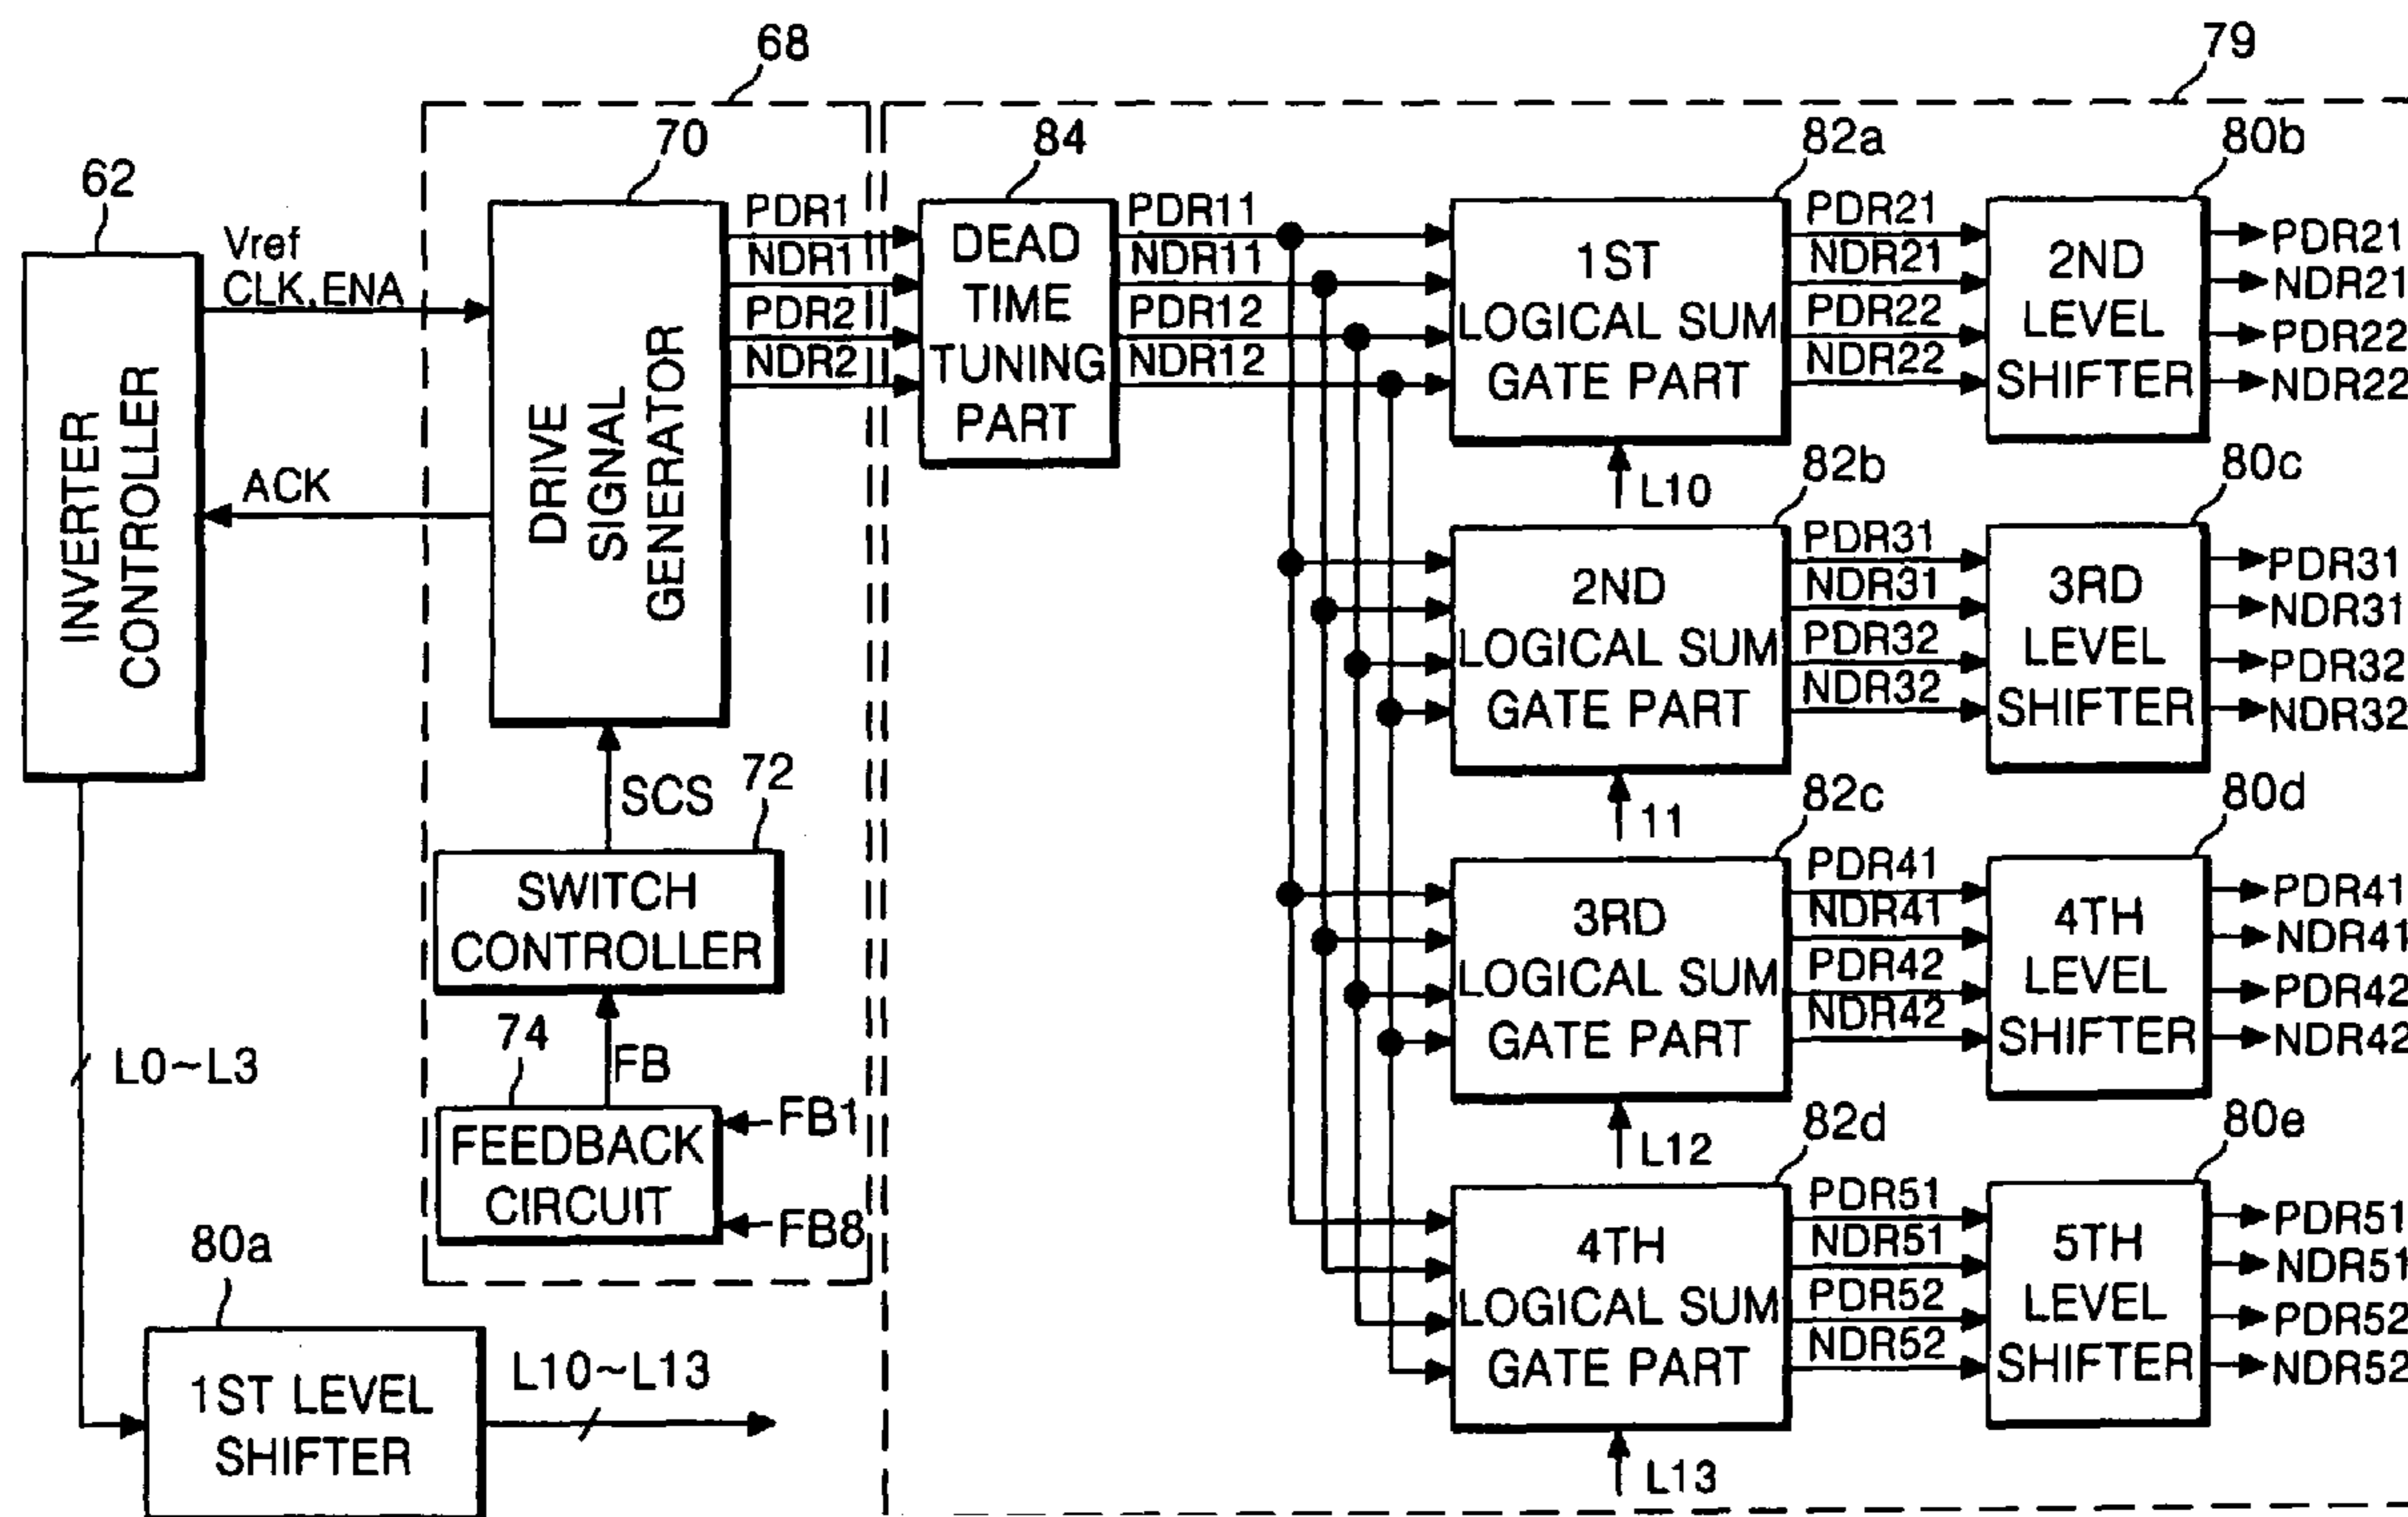 68
79
62
70
84
82a
80b
INVERTER
CONTROLLER
Vref
CLK,ENA
ACK
DRIVE
SIGNAL
GENERATOR
PDR1
NDR1
PDR2
NDR2
DEAD
TIME
TUNING
PART
PDR11
NDR11
PDR12
NDR12
1ST
LOGICAL SUM
GATE PART
L10
PDR21
NDR21
PDR22
NDR22
2ND
LEVEL
SHIFTER
PDR21
NDR21
PDR22
NDR22
82b
80c
2ND
LOGICAL SUM
GATE PART
11
PDR31
NDR31
PDR32
NDR32
3RD
LEVEL
SHIFTER
PDR31
NDR31
PDR32
NDR32
SCS
72
SWITCH
CONTROLLER
82c
80d
3RD
LOGICAL SUM
GATE PART
L12
PDR41
NDR41
PDR42
NDR42
4TH
LEVEL
SHIFTER
PDR41
NDR41
PDR42
NDR42
L0~L3
74
FB
FEEDBACK
CIRCUIT
FB1
FB8
82d
80e
4TH
LOGICAL SUM
GATE PART
L13
PDR51
NDR51
PDR52
NDR52
5TH
LEVEL
SHIFTER
PDR51
NDR51
PDR52
NDR52
80a
1ST LEVEL
SHIFTER
L10~L13